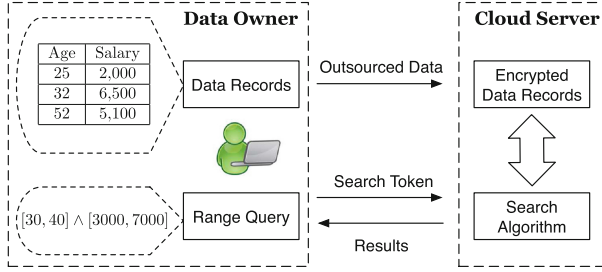 Data Owner
Cloud Server
Age Salary
25 2,000
32 6,500
52 5,100
Data Records
Outsourced Data
Encrypted
Data Records
[30, 40] ∧ [3000, 7000]
Range Query
Search Token
Results
Search
Algorithm